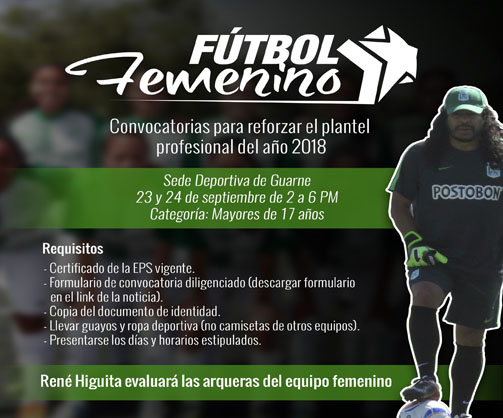 FÚTBOL
Femenino
Convocatorias para reforzar el plantel
profesional del año 2018
Sede Deportiva de Guarne
23 y 24 de septiembre de 2 a 6 PM
Categoría: Mayores de 17 años
Requisitos
- Certificado de la EPS vigente.
- Formulario de convocatoria diligenciado (descargar formulario
en el link de la noticia).
- Copia del documento de identidad.
- Llevar guayos y ropa deportiva (no camisetas de otros equipos).
- Presentarse los días y horarios estipulados.
René Higuita evaluará las arqueras del equipo femenino
POSTOBON